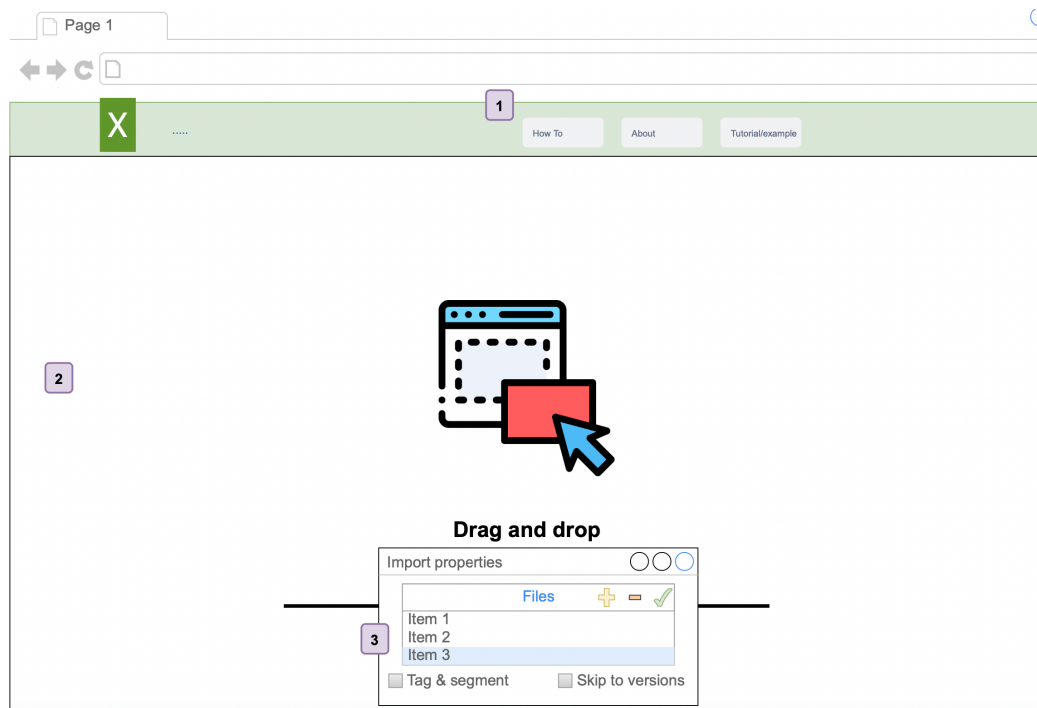 Page 1
1
X
.....
How To
About
Tutorial/example
2
Drag and drop
Import properties
Files
Item 1
Item 2
3
Item 3
Tag & segment
Skip to versions